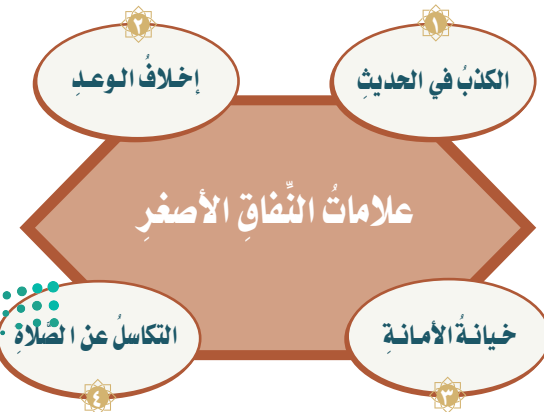 ١
الكذبُ في الحديثِ
٢
إخلافُ الوعدِ
علاماتُ النِّفاقِ الأصغرِ
خيانةُ الأمانةِ
٣
التكاسلُ عن الصَّلاةِ
٤